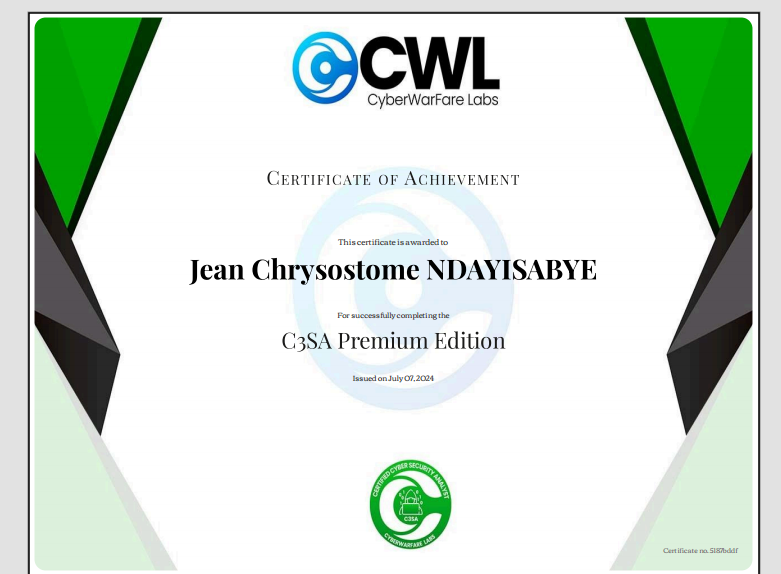 CWL
CyberWarFare Labs
Certificate of Achievement
This certificate is awarded to
Jean Chrysostome NDAYISABYE
For successfully completing the
C3SA Premium Edition
Issued on July 07, 2024
CERTIFIED CYBER SECURITY ANALYST
C3SA
CYBERWARFARE LABS
Certificate no. 5187bddf